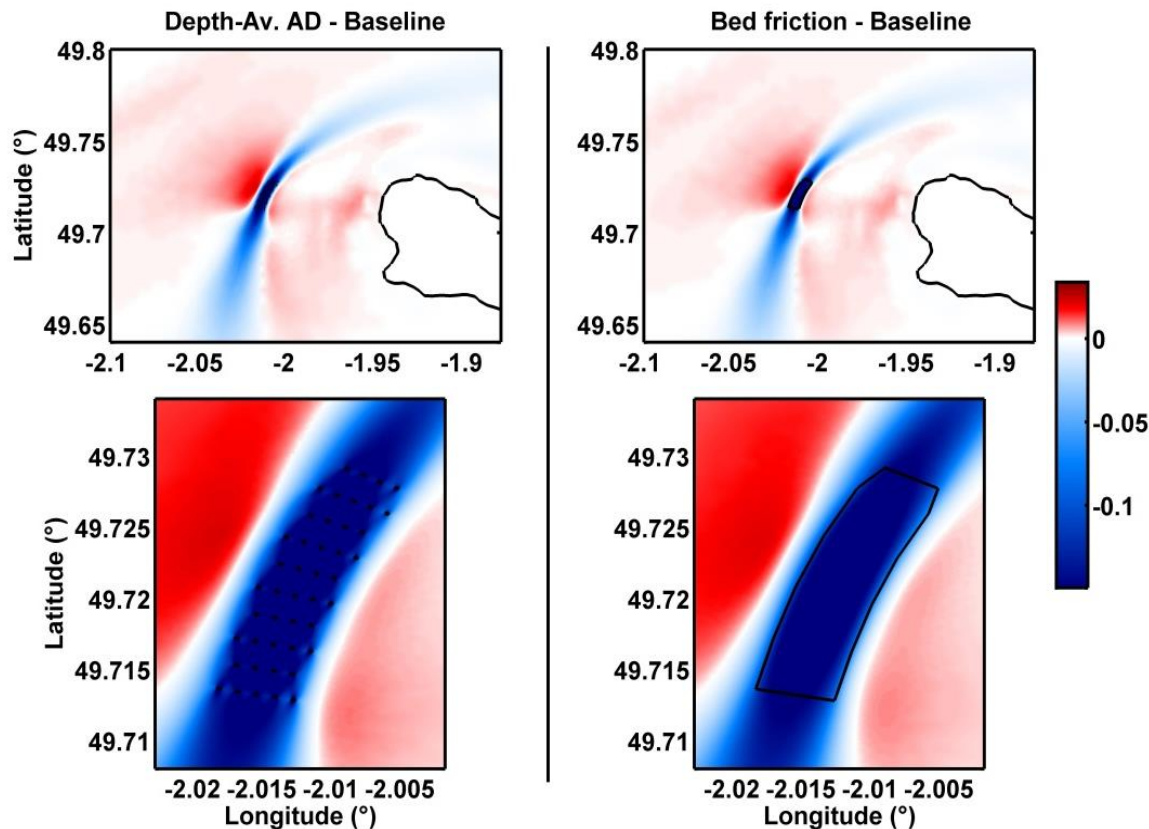 Depth-Av. AD - Baseline
Bed friction - Baseline
Latitude (°)
49.8
49.75
49.7
49.65
-2.1 -2.05 -2 -1.95 -1.9
49.8
49.75
49.7
49.65
-2.1 -2.05 -2 -1.95 -1.9
Latitude (°)
49.73
49.725
49.72
49.715
49.71
-2.02 -2.015 -2.01 -2.005
Longitude (°)
49.73
49.725
49.72
49.715
49.71
-2.02 -2.015 -2.01 -2.005
Longitude (°)
0
-0.05
-0.1